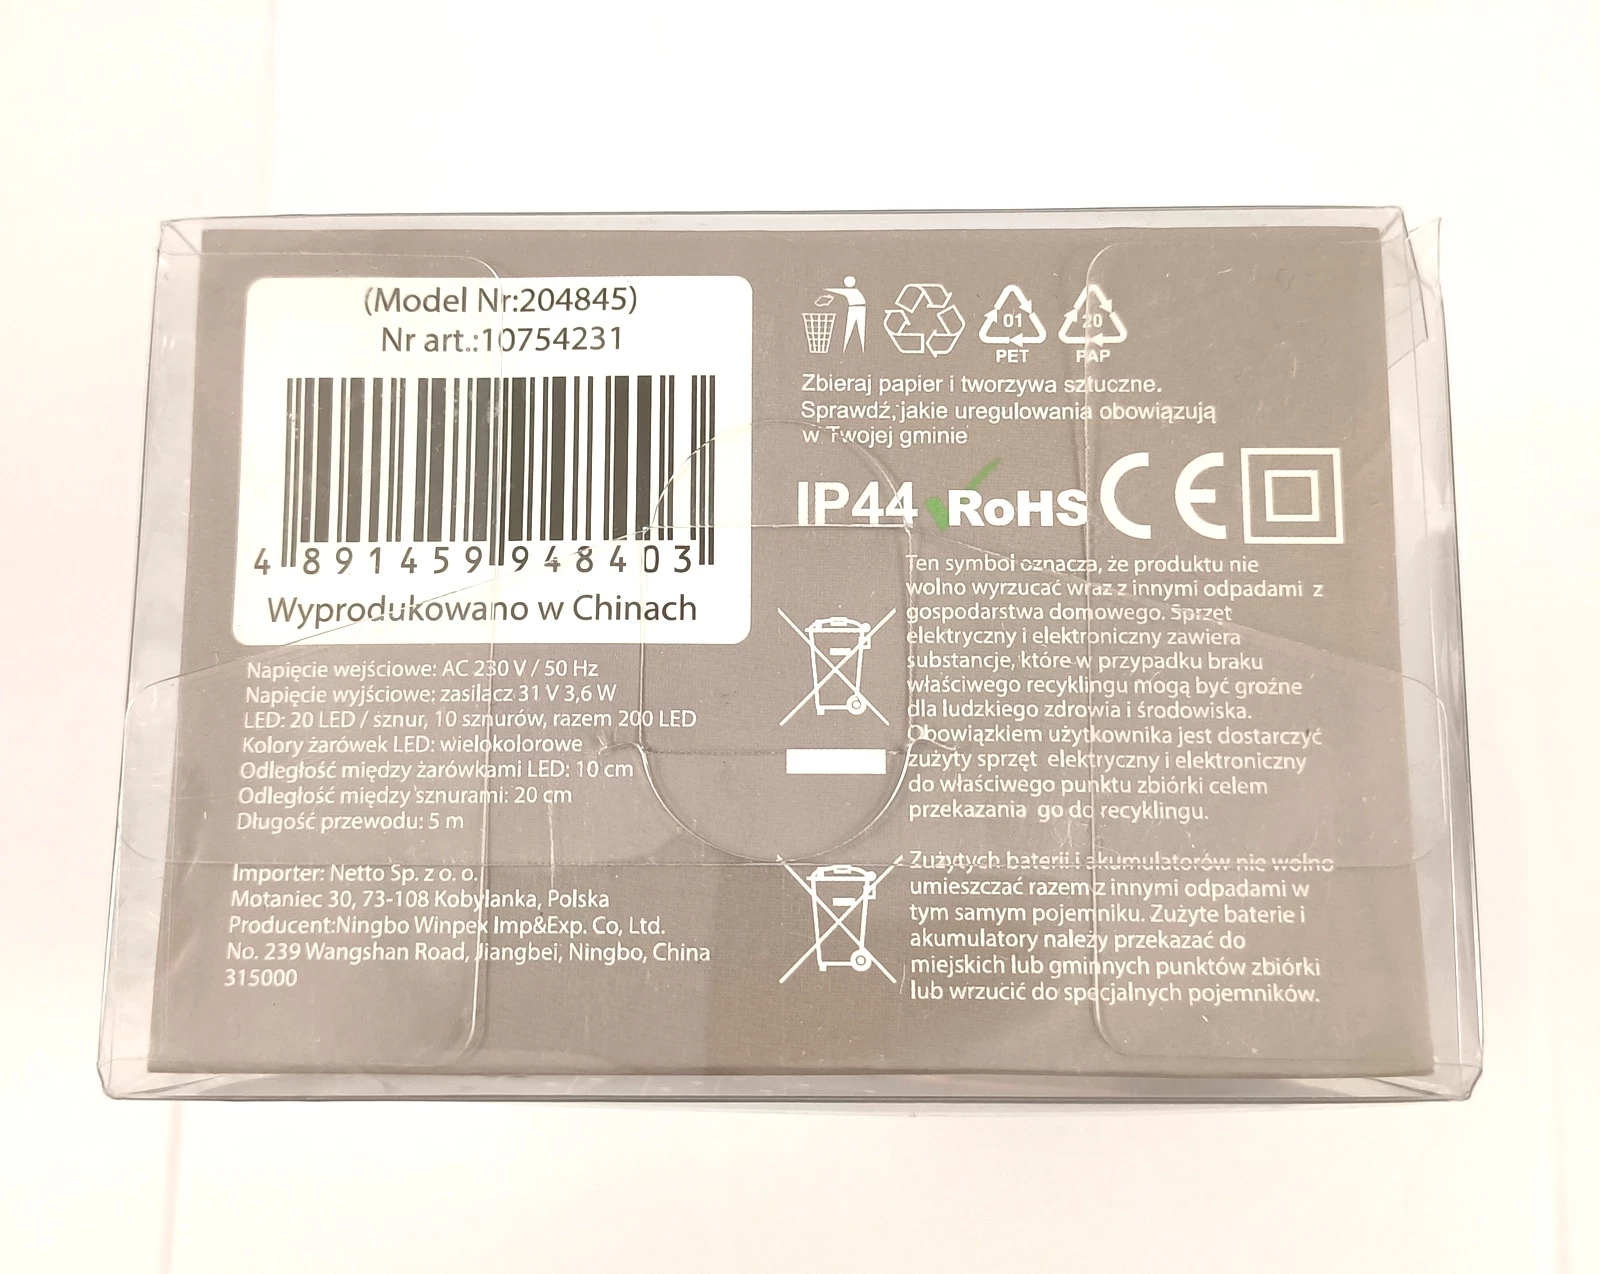 (Model Nr:204845)
Nr art.:10754231
4 891459 948403
Wyprodukowano w Chinach
Napięcie wejściowe: AC 230 V / 50 Hz
Napięcie wyjściowe: zasilacz 31 V 3,6 W
LED: 20 LED / sznur, 10 sznurów, razem 200 LED
Kolory żarówek LED: wielokolorowe
Odległość między żarówkami LED: 10 cm
Odległość między sznurami: 20 cm
Długość przewodu: 5 m
Importer: Netto Sp. z o. o.
Motaniec 30, 73-108 Kobylanka, Polska
Producent:Ningbo Winpex Imp&Exp. Co, Ltd.
No. 239 Wangshan Road, Jiangbei, Ningbo, China
315000
01 20
PET PAP
Zbieraj papier i tworzywa sztuczne.
Sprawdź, jakie uregulowania obowiązują
w Twojej gminie
IP44 RoHS CE
Ten symbol oznacza, że produktu nie
wolno wyrzucać wraz z innymi odpadami z
gospodarstwa domowego. Sprzęt
elektryczny i elektroniczny zawiera
substancje, które w przypadku braku
właściwego recyklingu mogą być groźne
dla ludzkiego zdrowia i środowiska.
Obowiązkiem użytkownika jest dostarczyć
zużyty sprzęt elektryczny i elektroniczny
do właściwego punktu zbiórki celem
przekazania go do recyklingu.
Zużytych baterii i akumulatorów nie wolno
umieszczać razem z innymi odpadami w
tym samym pojemniku. Zużyte baterie i
akumulatory należy przekazać do
miejskich lub gminnych punktów zbiórki
lub wrzucić do specjalnych pojemników.